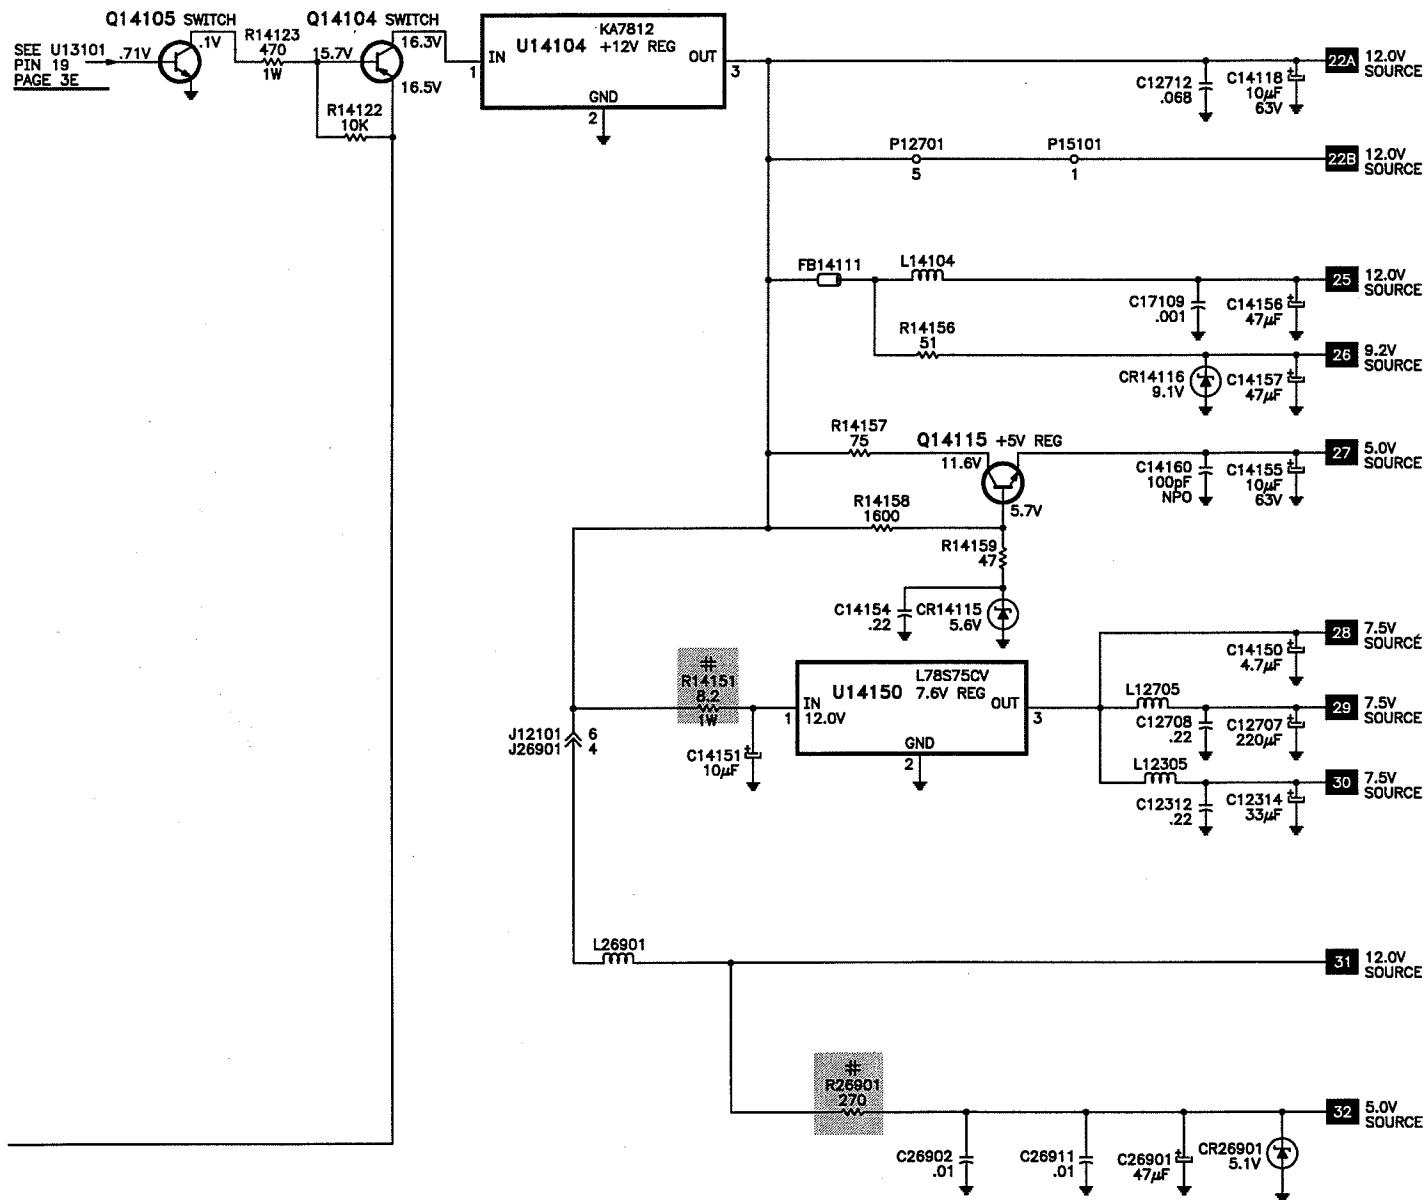 Q14105 SWITCH
Q14104 SWITCH
SEE U13101
PIN 19
PAGE 3E
.71V
.1V
R14123
470
1W
15.7V
16.3V
16.5V
R14122
10K
KA7812
U14104 +12V REG
IN
OUT
GND
1
2
3
C12712
.068
C14118
+
10µF
63V
22A
12.0V
SOURCE
P12701
5
P15101
1
22B
12.0V
SOURCE
FB14111
L14104
C17109
.001
C14156
+
47µF
25
12.0V
SOURCE
R14156
51
CR14116
9.1V
C14157
+
47µF
26
9.2V
SOURCE
R14157
75
Q14115 +5V REG
11.6V
5.7V
C14160
100pF
NPO
C14155
+
10µF
63V
27
5.0V
SOURCE
R14158
1600
R14159
47
C14154
.22
CR14115
5.6V
#
R14151
8.2
1W
L78S75CV
U14150 7.6V REG
IN
12.0V
OUT
GND
1
2
3
C14150
+
4.7µF
28
7.5V
SOURCE
L12705
C12708
.22
C12707
+
220µF
29
7.5V
SOURCE
J12101 6
J26901 4
C14151
+
10µF
L12305
C12312
.22
C12314
+
33µF
30
7.5V
SOURCE
L26901
31
12.0V
SOURCE
#
R26901
270
32
5.0V
SOURCE
C26902
.01
C26911
.01
C26901
+
47µF
CR26901
5.1V